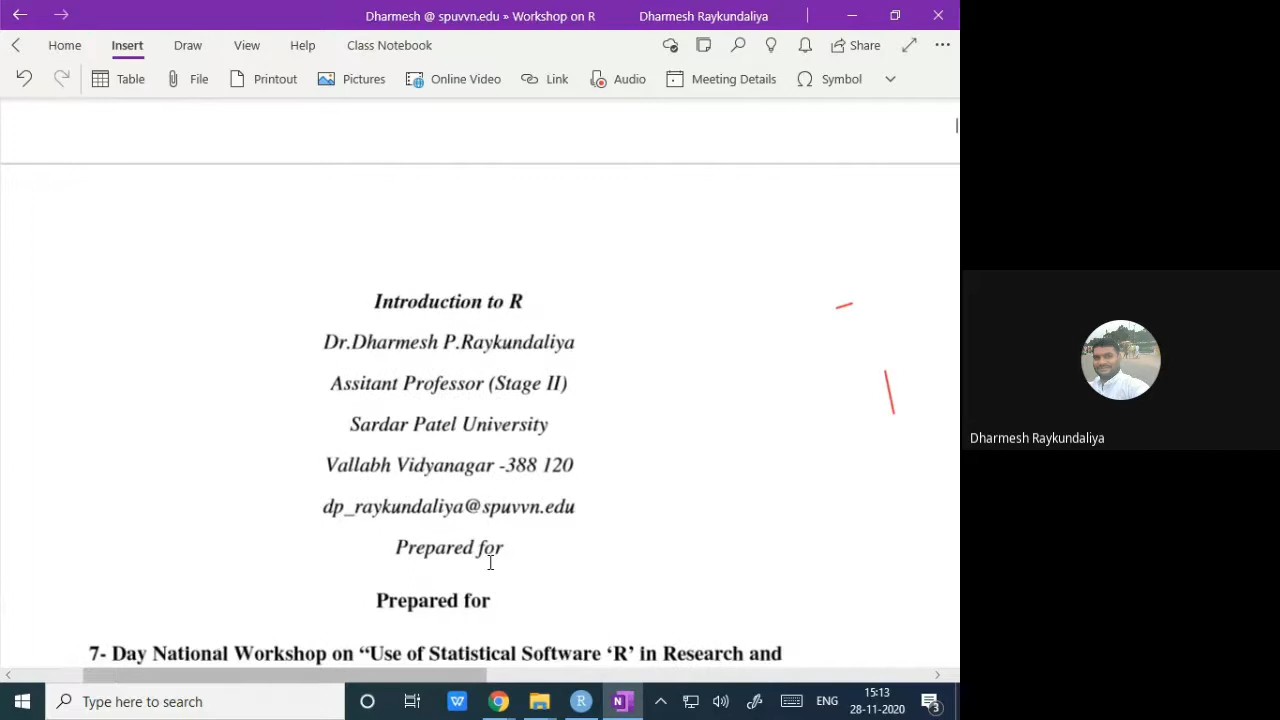 Dharmesh @ spuvvn.edu » Workshop on R
Dharmesh Raykundaliya
Home
Insert
Draw
View
Help
Class Notebook
Share
Table
File
Printout
Pictures
Online Video
Link
Audio
Meeting Details
Symbol
Introduction to R
Dr.Dharmesh P.Raykundaliya
Assitant Professor (Stage II)
Sardar Patel University
Vallabh Vidyanagar -388 120
dp_raykundaliya@spuvvn.edu
Prepared for
Prepared for
7- Day National Workshop on “Use of Statistical Software ‘R’ in Research and
Dharmesh Raykundaliya
Type here to search
ENG
15:13
28-11-2020
3